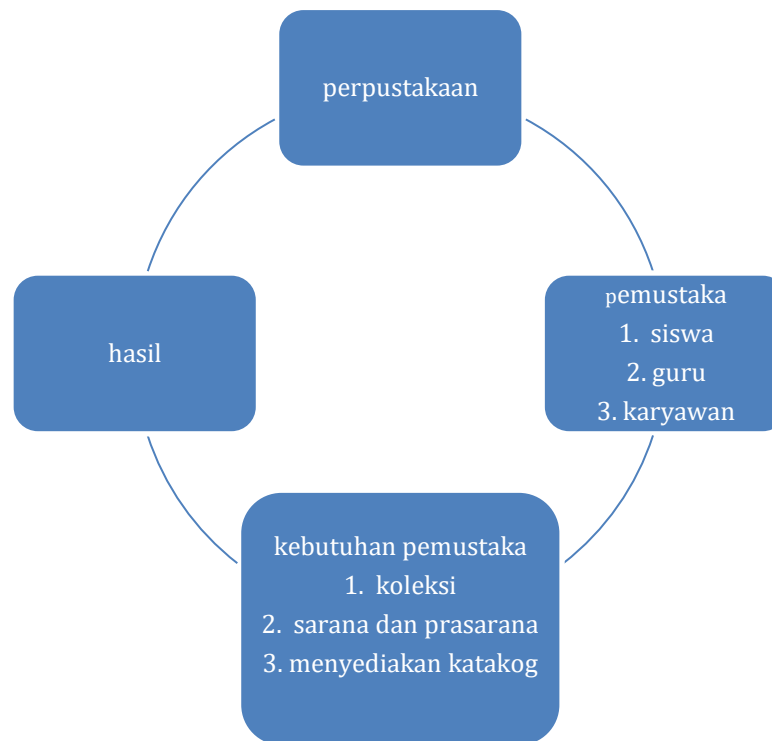 perpustakaan
pemustaka
1. siswa
2. guru
3. karyawan
kebutuhan pemustaka
1. koleksi
2. sarana dan prasarana
3. menyediakan katakog
hasil